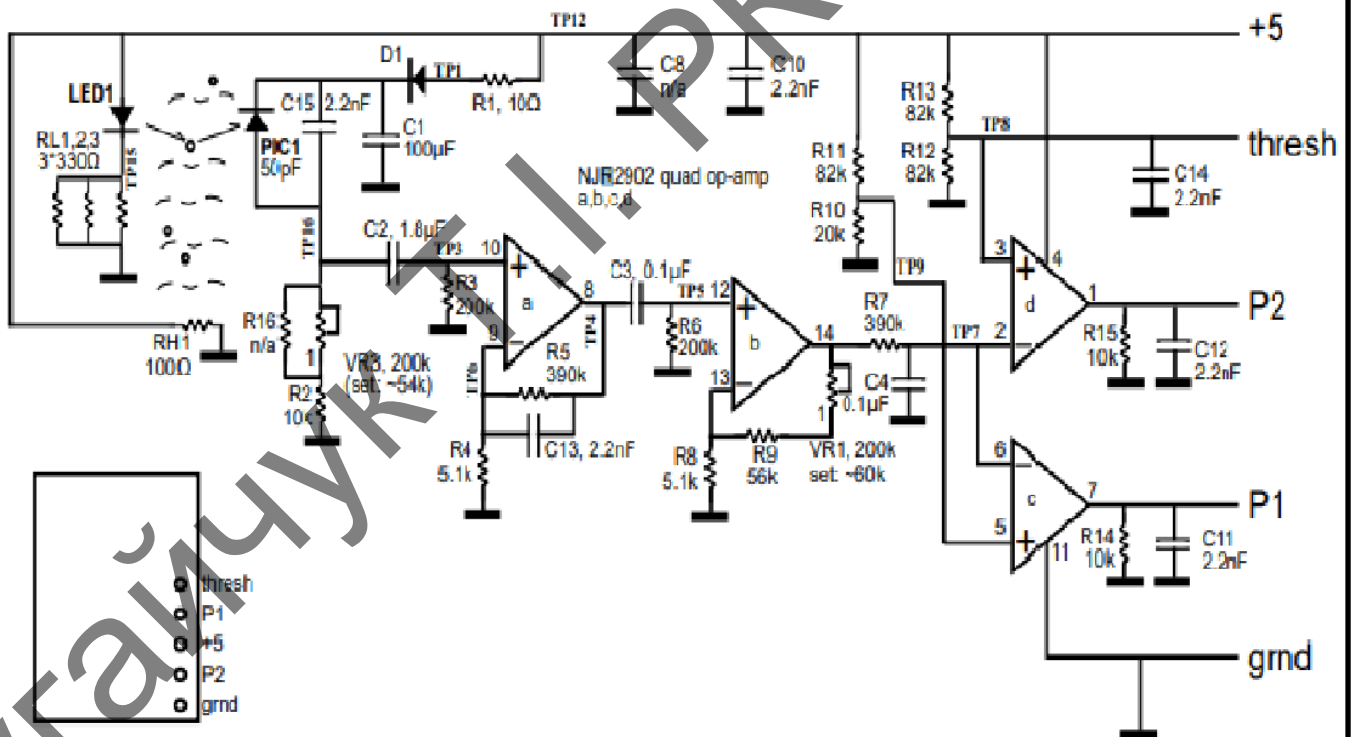 TP12
+5
D1
TP1
R1, 10Ω
C8
n/a
C10
2.2nF
LED1
C15 2.2nF
C1
100µF
R13
82k
TP8
thresh
RL1,2,3
3*330Ω
TP15
PIC1
50pF
NJR2902 quad op-amp
a,b,c,d
R11
82k
R12
82k
C14
2.2nF
R10
20k
TP9
C2, 1.8µF
TP3
10
R3
200k
a
8
C3, 0.1µF
TP5
12
3
4
d
1
P2
9
TP4
R6
200k
b
14
R7
390k
TP7
2
R15
10k
C12
2.2nF
R16
n/a
1
RH1
100Ω
VR3, 200k
(set: ~54k)
R5
390k
13
C4
0.1µF
1
R2
C13, 2.2nF
R4
5.1k
R8
5.1k
R9
56k
VR1, 200k
set: ~60k
6
c
7
P1
5
11
R14
10k
C11
2.2nF
thresh
P1
+5
P2
grnd
grnd
угайчук Т.І. РК